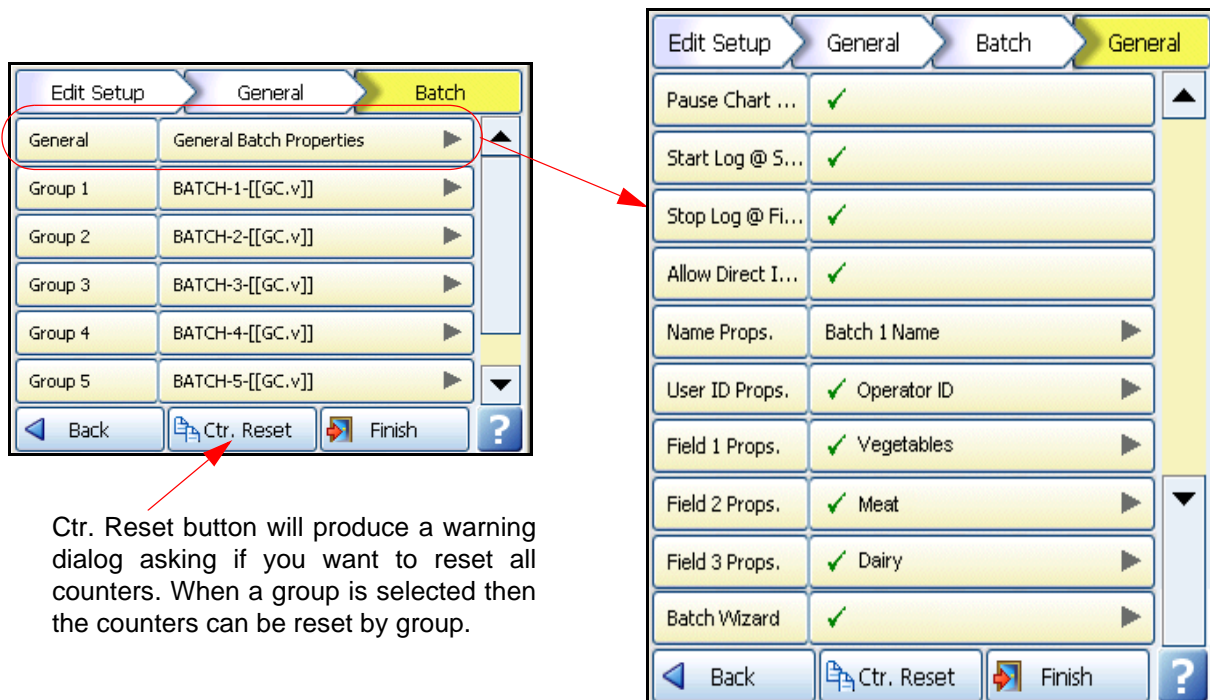 Edit Setup General Batch
General General Batch Properties
Group 1 BATCH-1-[[GC.v]]
Group 2 BATCH-2-[[GC.v]]
Group 3 BATCH-3-[[GC.v]]
Group 4 BATCH-4-[[GC.v]]
Group 5 BATCH-5-[[GC.v]]
Back Ctr. Reset Finish ?
Ctr. Reset button will produce a warning
dialog asking if you want to reset all
counters. When a group is selected then
the counters can be reset by group.
Edit Setup General Batch General
Pause Chart ...
Start Log @ S...
Stop Log @ Fi...
Allow Direct I...
Name Props. Batch 1 Name
User ID Props. Operator ID
Field 1 Props. Vegetables
Field 2 Props. Meat
Field 3 Props. Dairy
Batch Wizard
Back Ctr. Reset Finish ?